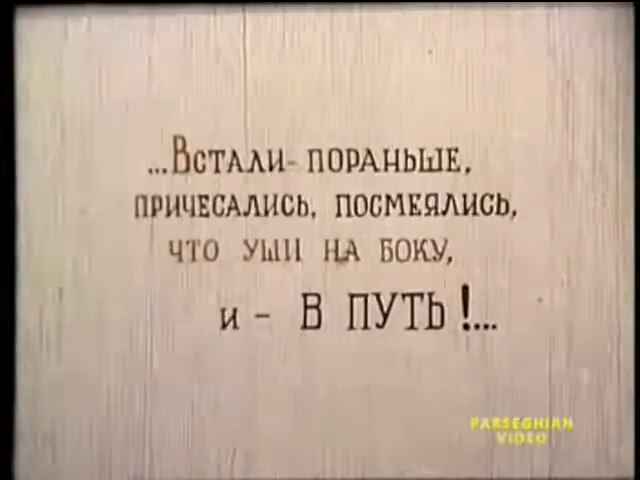 ...Встали - пораньше,
причесались, посмеялись,
что уши на боку,
и - в путь!...
PARSEGHIAN
VIDEO